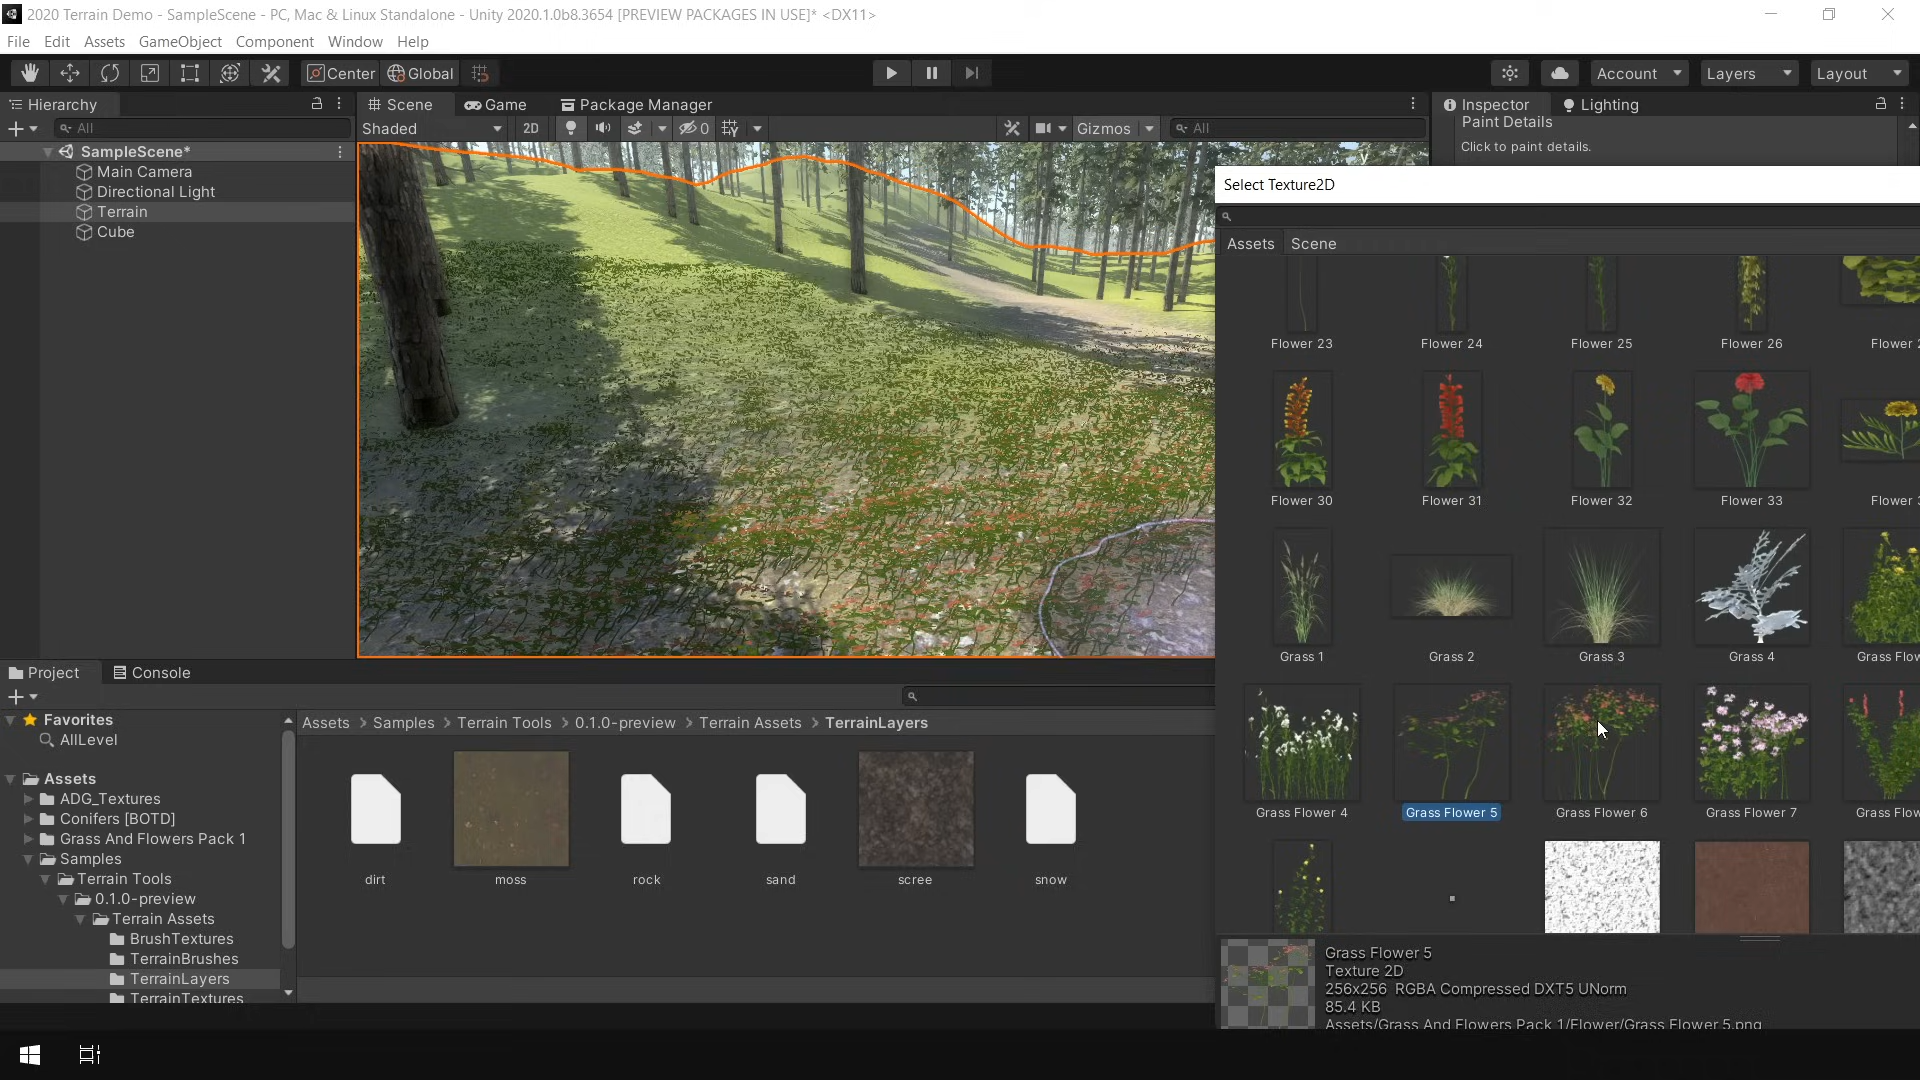 2020 Terrain Demo - SampleScene - PC, Mac & Linux Standalone - Unity 2020.1.0b8.3654 [PREVIEW PACKAGES IN USE]* <DX11>
File Edit Assets GameObject Component Window Help
Center Global Account Layers Layout
Hierarchy Scene Game Package Manager Inspector Lighting
All Shaded 2D 0 Gizmos All
Paint Details
Click to paint details.
SampleScene*
Main Camera
Directional Light
Terrain
Cube
Select Texture2D
Assets Scene
Flower 23 Flower 24 Flower 25 Flower 26 Flower
Flower 30 Flower 31 Flower 32 Flower 33 Flower
Grass 1 Grass 2 Grass 3 Grass 4 Grass Flow
Grass Flower 4 Grass Flower 5 Grass Flower 6 Grass Flower 7 Grass Flow
Grass Flower 5
Texture 2D
256x256 RGBA Compressed DXT5 UNorm
85.4 KB
Assets/Grass And Flowers Pack 1/Flower/Grass Flower 5.png
Project Console
Favorites
AllLevel
Assets
ADG_Textures
Conifers [BOTD]
Grass And Flowers Pack 1
Samples
Terrain Tools
0.1.0-preview
Terrain Assets
BrushTextures
TerrainBrushes
TerrainLayers
TerrainTextures
Assets > Samples > Terrain Tools > 0.1.0-preview > Terrain Assets > TerrainLayers
dirt moss rock sand scree snow